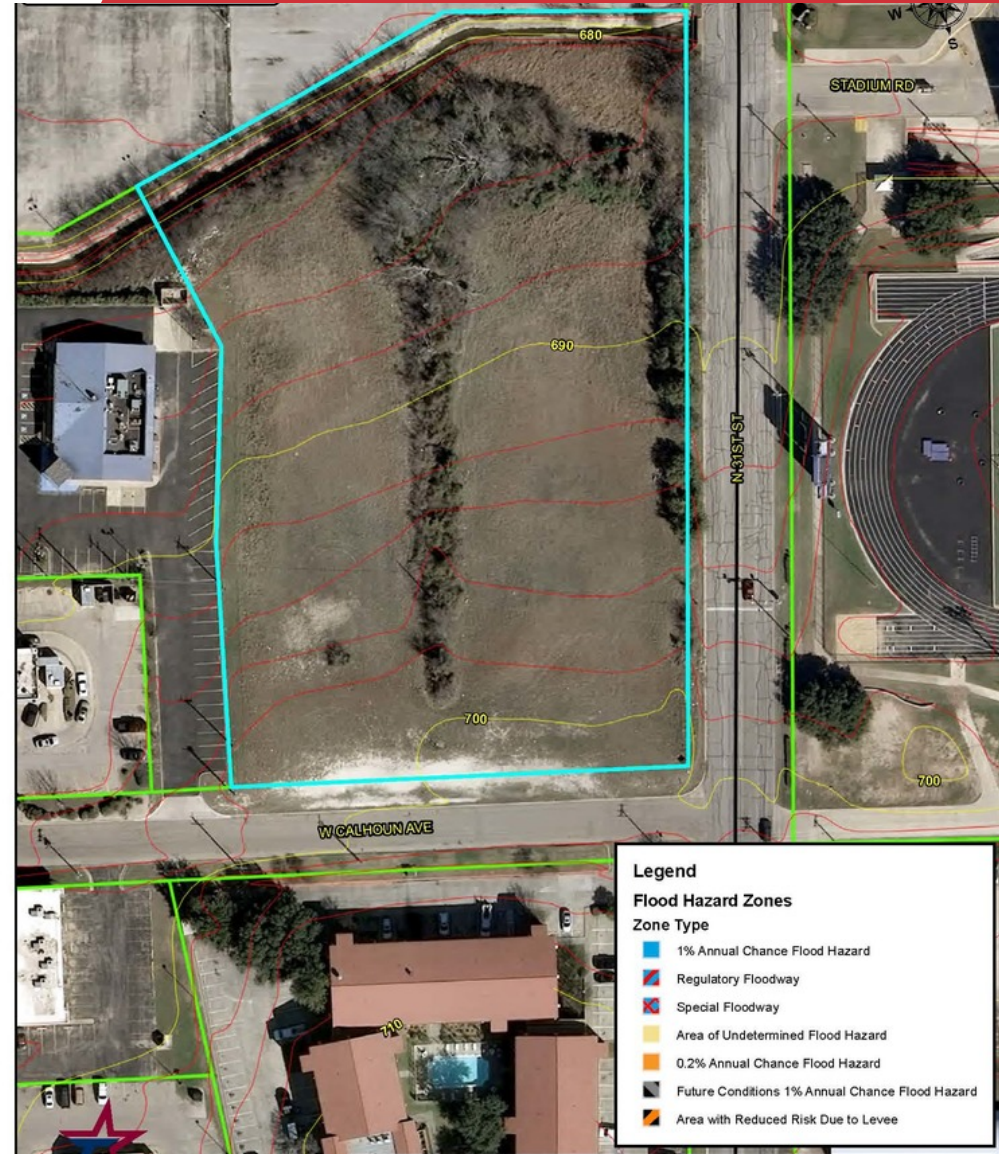 W
S
680
STADIUM RD
690
N 31ST ST
700
700
W CALHOUN AVE
710
Legend
Flood Hazard Zones
Zone Type
1% Annual Chance Flood Hazard
Regulatory Floodway
Special Floodway
Area of Undetermined Flood Hazard
0.2% Annual Chance Flood Hazard
Future Conditions 1% Annual Chance Flood Hazard
Area with Reduced Risk Due to Levee